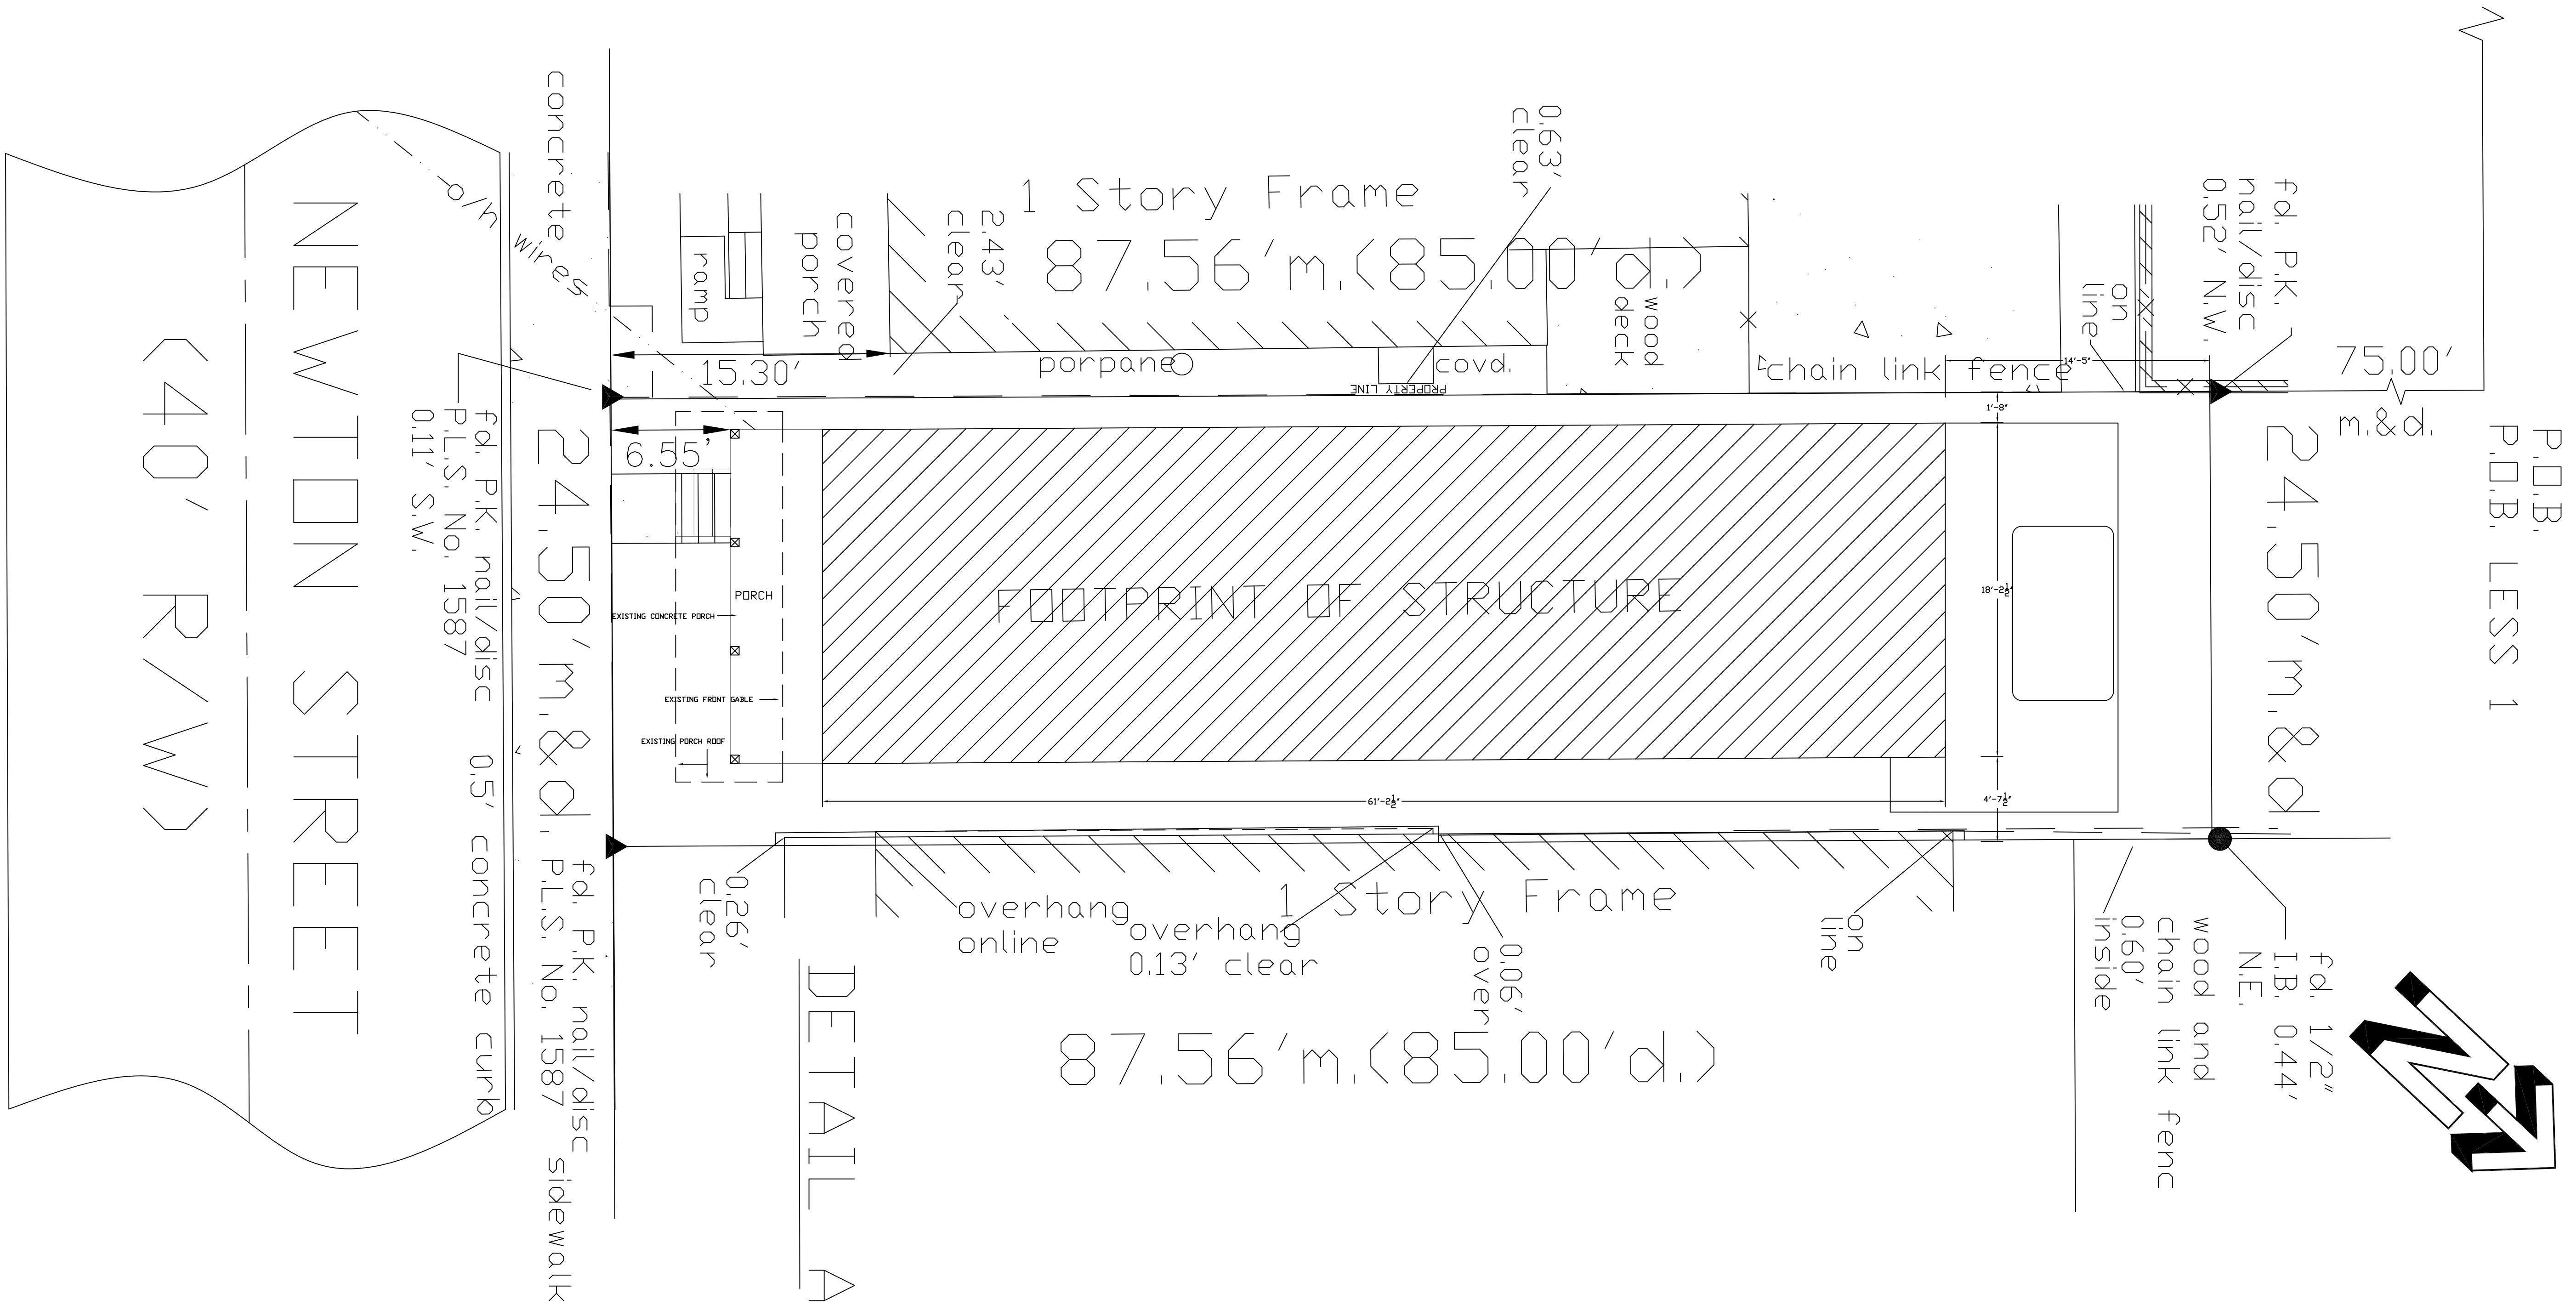 concrete
o/h wires
NEWTON STREET
(40' R/W)
fd. P.K. nail/disc
P.L.S. No. 1587
0.11' S.W.
0.5' concrete curb
24.50'm.&d.
fd. P.K. nail/disc
P.L.S. No. 1587
sidewalk
ramp
covered
porch
2.43'
clear
1 Story Frame
87.56'm.(85.00'd.)
0.63'
clear
wood
deck
15.30'
porpane
covd.
PROPERTY LINE
chain link fence
14'-5"
on
line
fd. P.K.
nail/disc
0.52' N.W.
75.00'
m.&d.
P.O.B.
P.O.B. LESS 1
24.50'm.&d
6.55'
1'-8"
PORCH
EXISTING CONCRETE PORCH
EXISTING FRONT GABLE
EXISTING PORCH ROOF
FOOTPRINT OF STRUCTURE
18'-2½"
61'-2½"
4'-7½"
0.26'
clear
overhang
online
overhang
0.13' clear
1 Story Frame
0.06'
over
on
line
87.56'm.(85.00'd.)
wood and
chain link fenc
0.60'
inside
fd. 1/2"
I.B. 0.44'
N.E.
DETAIL A
N